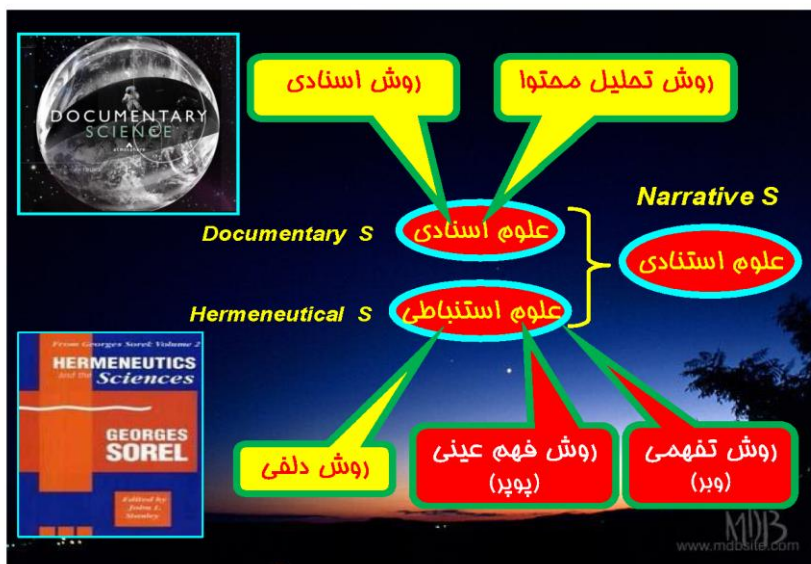 DOCUMENTARY
SCIENCE
روش اسنادی
روش تحلیل محتوا
Narrative S
Documentary S
علوم اسنادی
علوم استنادی
Hermeneutical S
علوم استنباطی
From Georges Sorel: Volume 2
HERMENEUTICS
and the Sciences
GEORGES
SOREL
Edited by
John L.
Stanley
روش دلفی
روش فهم عینی
(پوپر)
روش تفهمی
(وبر)
MDB
www.mdbsite.com